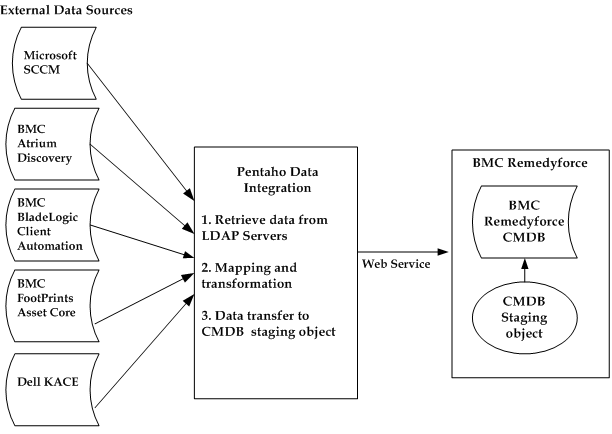 External Data Sources
Microsoft
SCCM
BMC
Atrium
Discovery
BMC
BladeLogic
Client
Automation
BMC
FootPrints
Asset Core
Dell KACE
Pentaho Data
Integration
1. Retrieve data from
LDAP Servers
2. Mapping and
transformation
3. Data transfer to
CMDB staging object
Web Service
BMC Remedyforce
BMC
Remedyforce
CMDB
CMDB
Staging
object